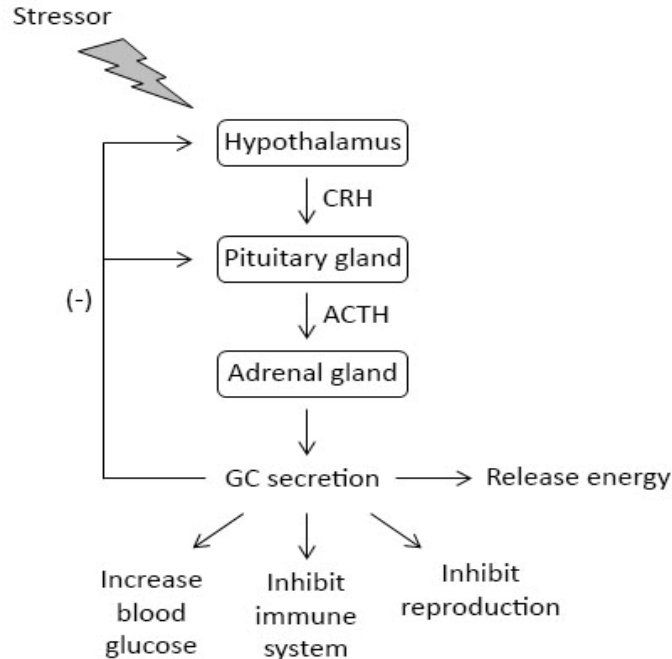 Stressor
Hypothalamus
CRH
Pituitary gland
(-)
ACTH
Adrenal gland
GC secretion
Release energy
Increase
blood
glucose
Inhibit
immune
system
Inhibit
reproduction